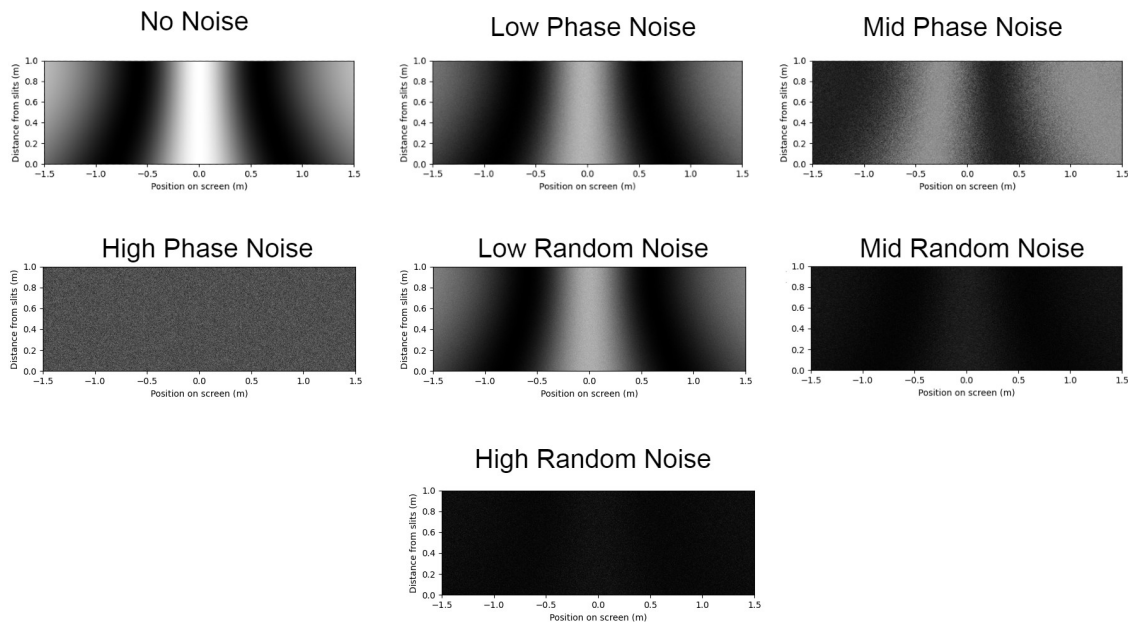 No Noise
Low Phase Noise
Mid Phase Noise
Distance from slits (m)
1.0
0.8
0.6
0.4
0.2
0.0
−1.5 −1.0 −0.5 0.0 0.5 1.0 1.5
Position on screen (m)
Distance from slits (m)
1.0
0.8
0.6
0.4
0.2
0.0
−1.5 −1.0 −0.5 0.0 0.5 1.0 1.5
Position on screen (m)
Distance from slits (m)
1.0
0.8
0.6
0.4
0.2
0.0
−1.5 −1.0 −0.5 0.0 0.5 1.0 1.5
Position on screen (m)
High Phase Noise
Low Random Noise
Mid Random Noise
Distance from slits (m)
1.0
0.8
0.6
0.4
0.2
0.0
−1.5 −1.0 −0.5 0.0 0.5 1.0 1.5
Position on screen (m)
Distance from slits (m)
1.0
0.8
0.6
0.4
0.2
0.0
−1.5 −1.0 −0.5 0.0 0.5 1.0 1.5
Position on screen (m)
Distance from slits (m)
1.0
0.8
0.6
0.4
0.2
0.0
−1.5 −1.0 −0.5 0.0 0.5 1.0 1.5
Position on screen (m)
High Random Noise
Distance from slits (m)
1.0
0.8
0.6
0.4
0.2
0.0
−1.5 −1.0 −0.5 0.0 0.5 1.0 1.5
Position on screen (m)